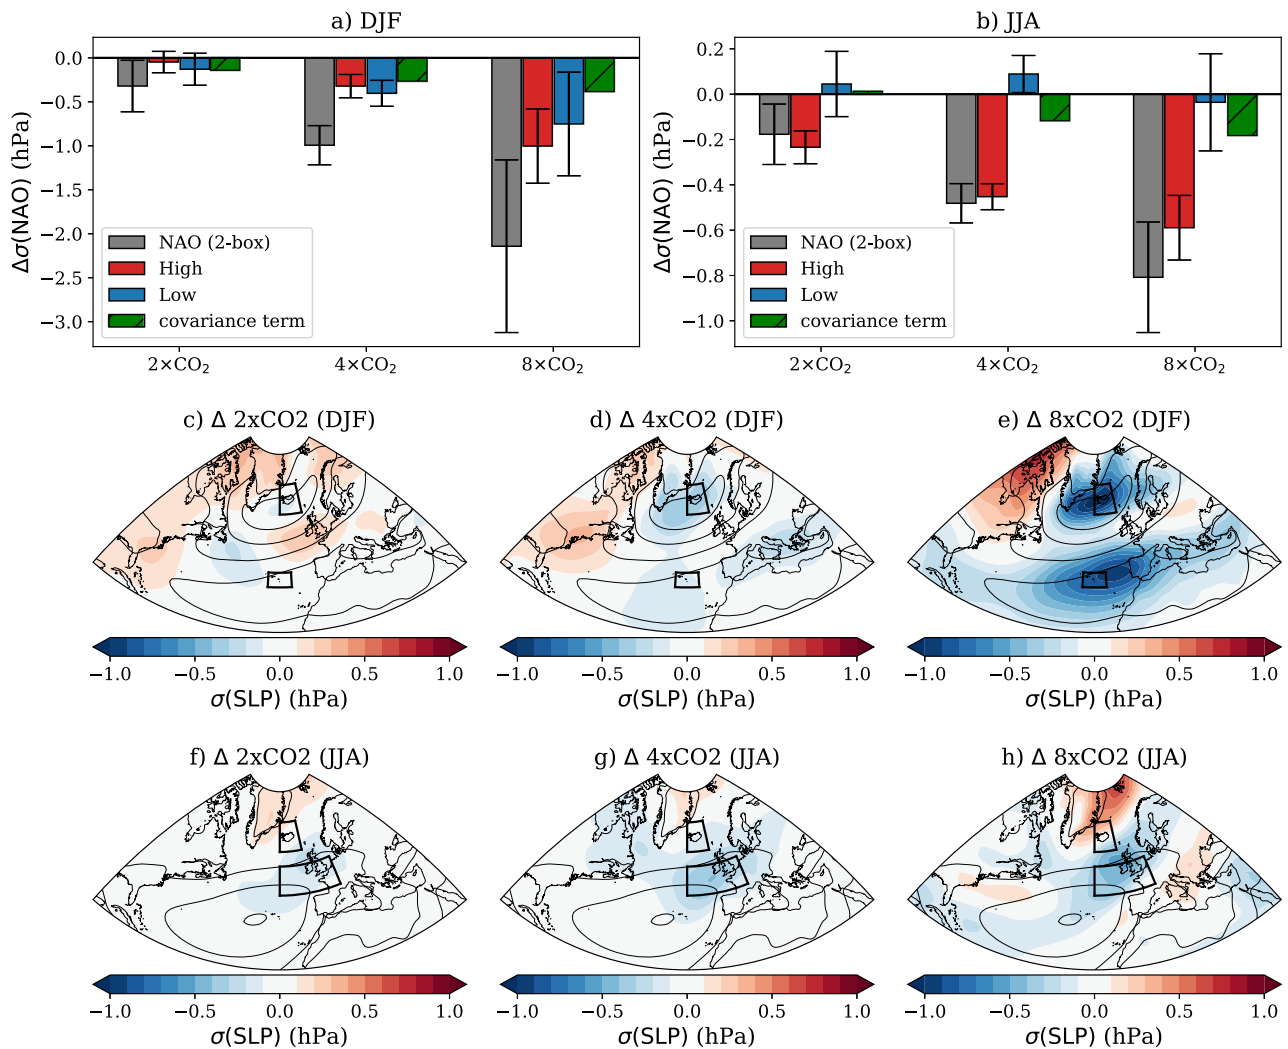 a) DJF
0.0
−0.5
−1.0
−1.5
−2.0
−2.5
−3.0
Δσ(NAO) (hPa)
NAO (2-box)
High
Low
covariance term
2×CO₂ 4×CO₂ 8×CO₂
b) JJA
0.2
0.0
−0.2
−0.4
−0.6
−0.8
−1.0
Δσ(NAO) (hPa)
NAO (2-box)
High
Low
covariance term
2×CO₂ 4×CO₂ 8×CO₂
c) Δ 2xCO2 (DJF)
−1.0 −0.5 0.0 0.5 1.0
σ(SLP) (hPa)
d) Δ 4xCO2 (DJF)
−1.0 −0.5 0.0 0.5 1.0
σ(SLP) (hPa)
e) Δ 8xCO2 (DJF)
−1.0 −0.5 0.0 0.5 1.0
σ(SLP) (hPa)
f) Δ 2xCO2 (JJA)
−1.0 −0.5 0.0 0.5 1.0
σ(SLP) (hPa)
g) Δ 4xCO2 (JJA)
−1.0 −0.5 0.0 0.5 1.0
σ(SLP) (hPa)
h) Δ 8xCO2 (JJA)
−1.0 −0.5 0.0 0.5 1.0
σ(SLP) (hPa)